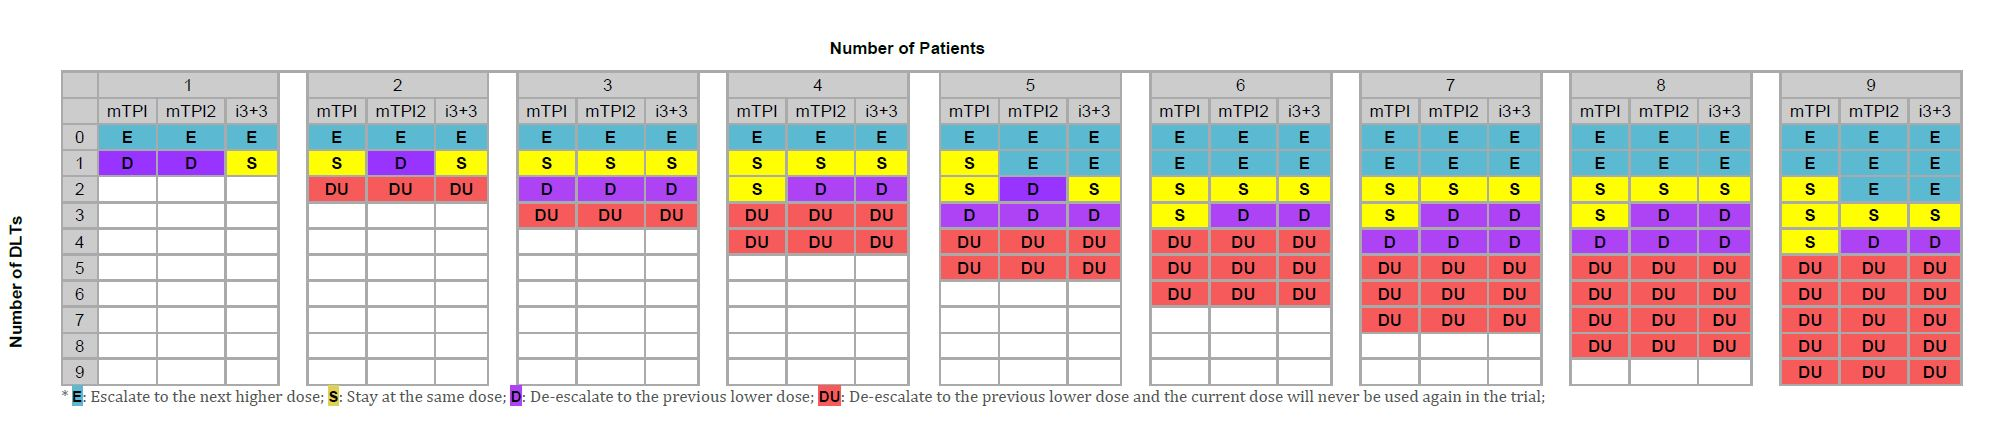 Number of Patients
1 2 3 4 5 6 7 8 9
mTPI mTPI2 i3+3 mTPI mTPI2 i3+3 mTPI mTPI2 i3+3 mTPI mTPI2 i3+3 mTPI mTPI2 i3+3 mTPI mTPI2 i3+3 mTPI mTPI2 i3+3 mTPI mTPI2 i3+3 mTPI mTPI2 i3+3
0 E E E E E E E E E E E E E E E E E E E E E E E E E E E
1 D D S S D S S S S S S S S E E E E E E E E E E E E E E
2 DU DU DU D D D S D D S D S S S S S S S S S S S E E
3 DU DU DU DU DU DU D D D S D D S D D S D D S S S
4 DU DU DU DU DU DU DU DU DU D D D D D D S D D
5 DU DU DU DU DU DU DU DU DU DU DU DU DU DU DU
6 DU DU DU DU DU DU DU DU DU DU DU DU
7 DU DU DU DU DU DU DU DU DU
8 DU DU DU DU DU DU
9 DU DU DU
Number of DLTs
* E: Escalate to the next higher dose; S: Stay at the same dose; D: De-escalate to the previous lower dose; DU: De-escalate to the previous lower dose and the current dose will never be used again in the trial;